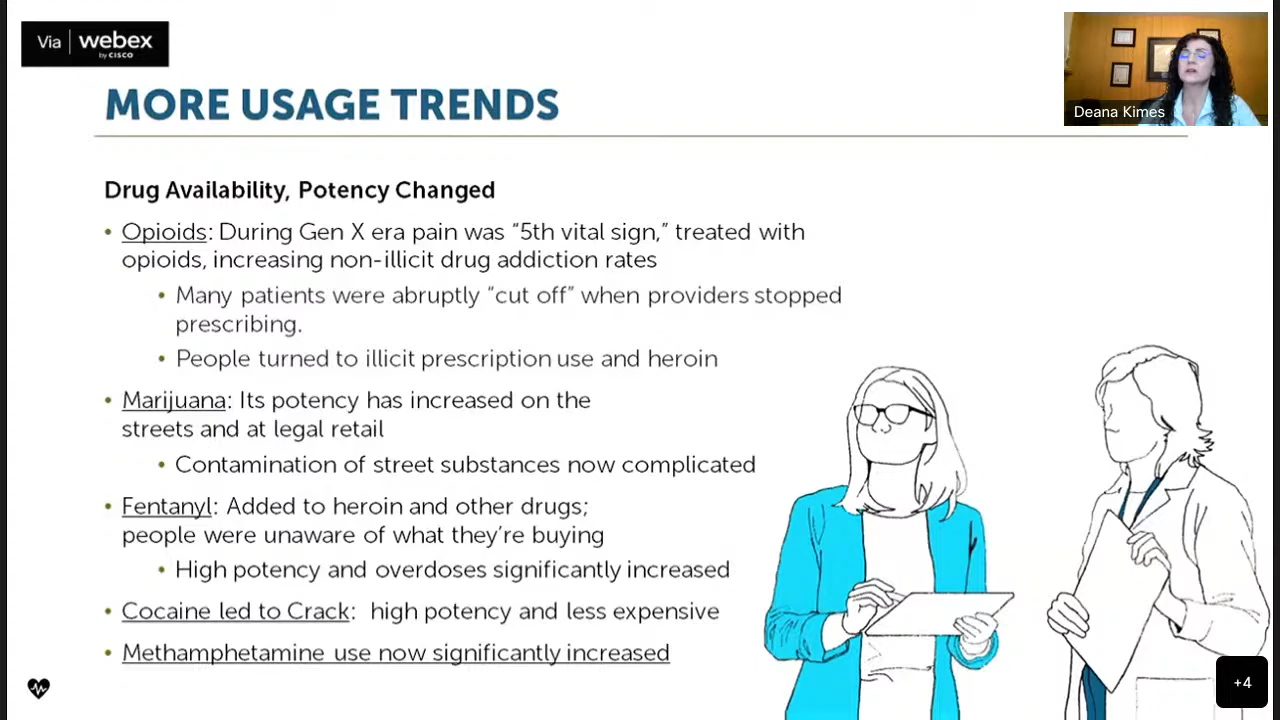 Via | webex
by CISCO
Deana Kimes
MORE USAGE TRENDS
Drug Availability, Potency Changed
• Opioids: During Gen X era pain was “5th vital sign,” treated with
opioids, increasing non-illicit drug addiction rates
• Many patients were abruptly “cut off” when providers stopped
prescribing.
• People turned to illicit prescription use and heroin
• Marijuana: Its potency has increased on the
streets and at legal retail
• Contamination of street substances now complicated
• Fentanyl: Added to heroin and other drugs;
people were unaware of what they’re buying
• High potency and overdoses significantly increased
• Cocaine led to Crack: high potency and less expensive
• Methamphetamine use now significantly increased
+4